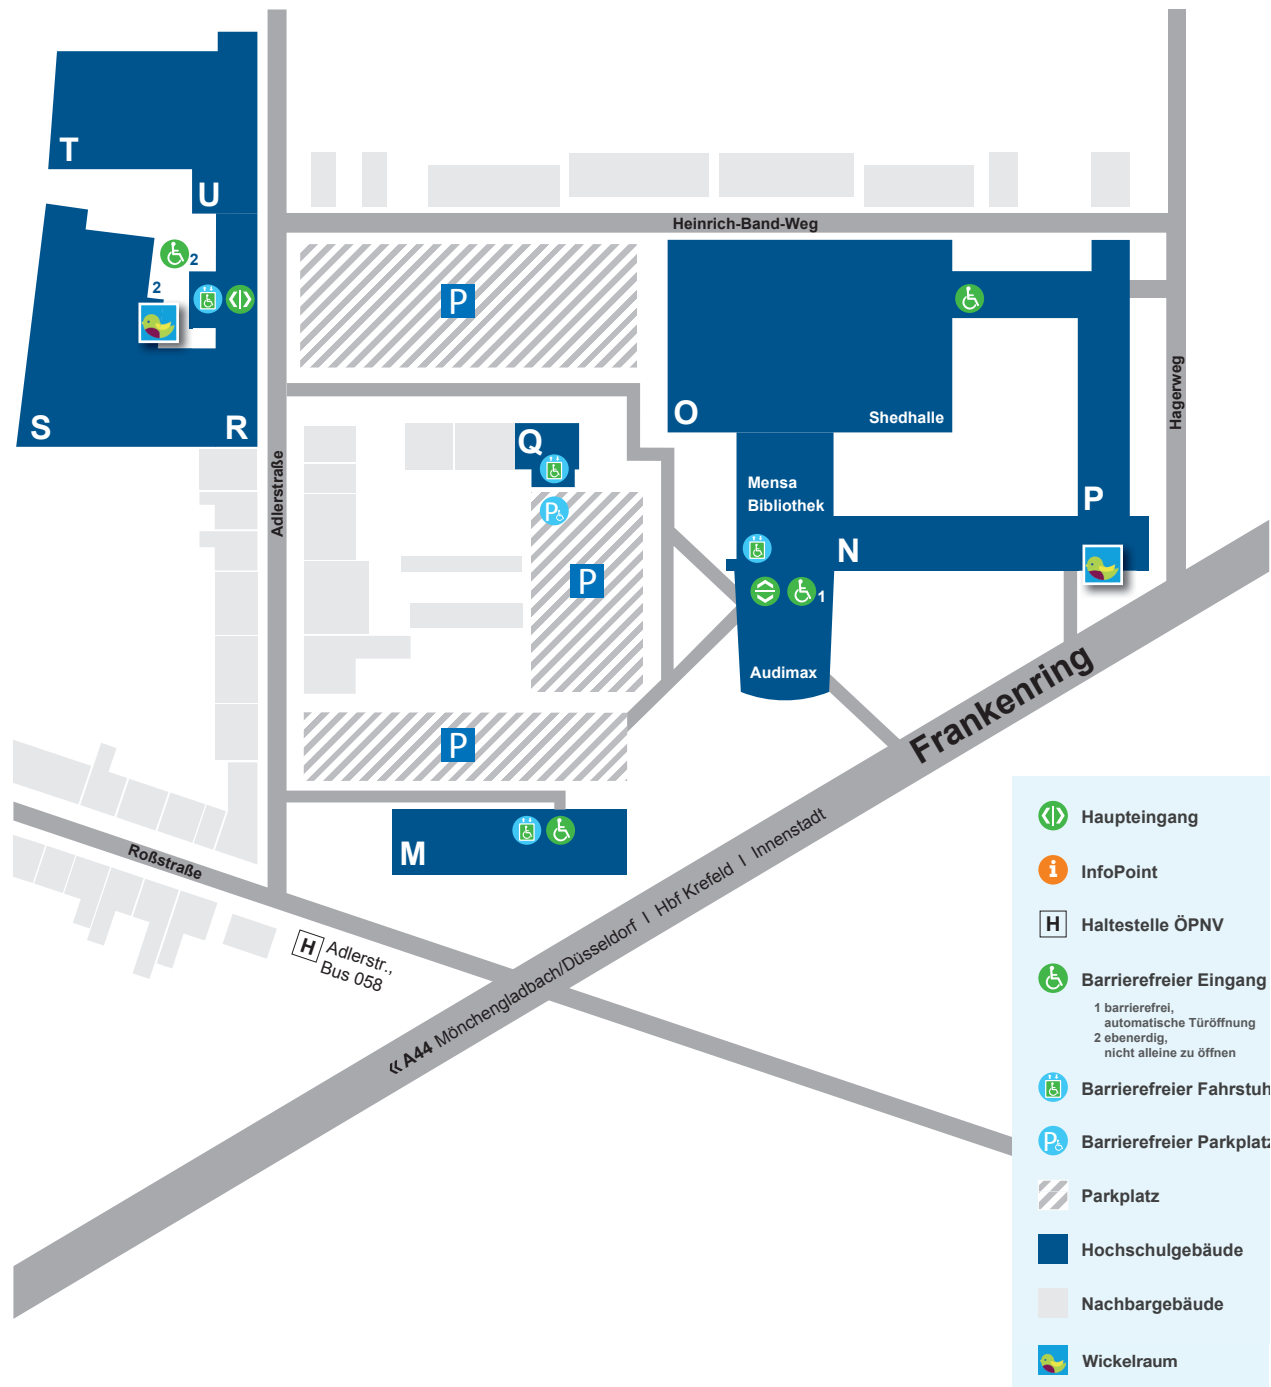 T
U
Heinrich-Band-Weg
2
2
P
Hagerweg
S
R
O
Shedhalle
Q
Adlerstraße
Mensa
Bibliothek
P
P
N
P
1
Audimax
Frankenring
P
M
Roßstraße
H Adlerstr.,
Bus 058
«A44 Mönchengladbach/Düsseldorf I Hbf Krefeld I Innenstadt
Haupteingang
i InfoPoint
H Haltestelle ÖPNV
Barrierefreier Eingang
1 barrierefrei,
automatische Türöffnung
2 ebenerdig,
nicht alleine zu öffnen
Barrierefreier Fahrstuh
P Barrierefreier Parkplatz
Parkplatz
Hochschulgebäude
Nachbargebäude
Wickelraum